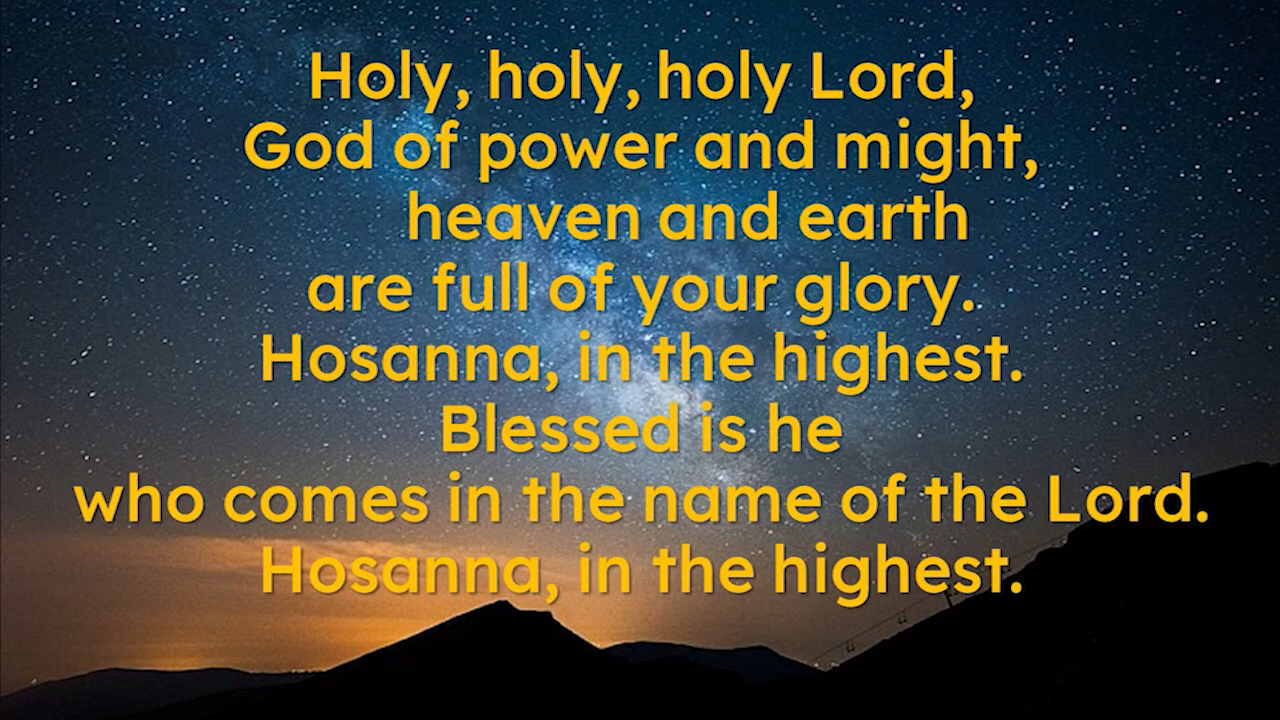 Holy, holy, holy Lord,
God of power and might,
heaven and earth
are full of your glory.
Hosanna, in the highest.
Blessed is he
who comes in the name of the Lord.
Hosanna, in the highest.